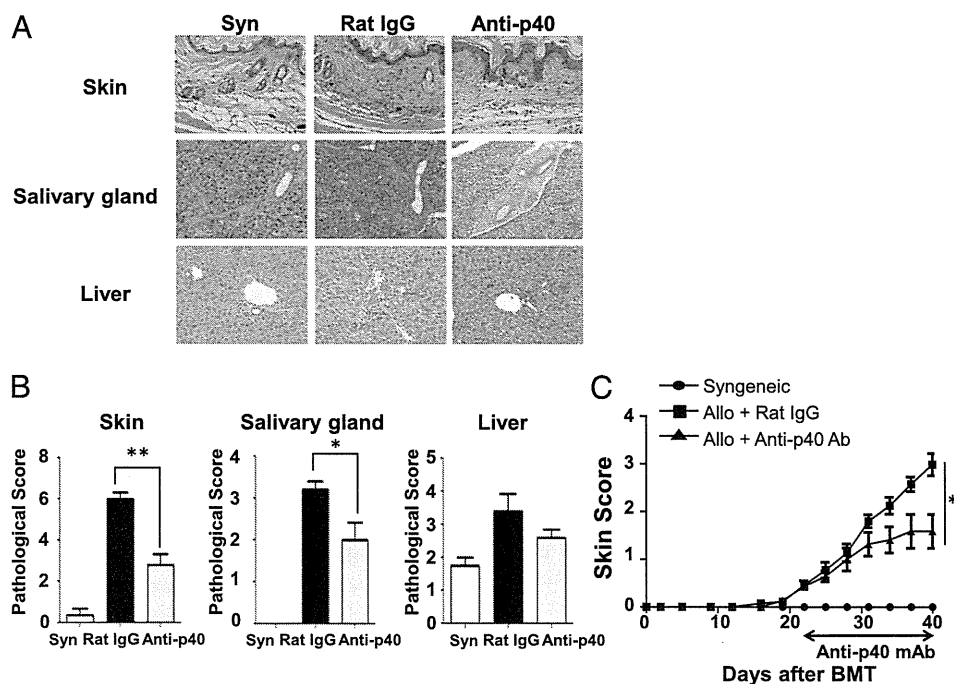 A
Syn Rat IgG Anti-p40
Skin
Salivary gland
Liver
B
Skin
Pathological Score
8
6
4
2
0
**
Syn Rat IgG Anti-p40
Salivary gland
Pathological Score
4
3
2
1
0
*
Syn Rat IgG Anti-p40
Liver
Pathological Score
5
4
3
2
1
0
Syn Rat IgG Anti-p40
C
Syngeneic
Allo + Rat IgG
Allo + Anti-p40 Ab
Skin Score
4
3
2
1
0
*
0 10 20 30 40
Anti-p40 mAb
Days after BMT